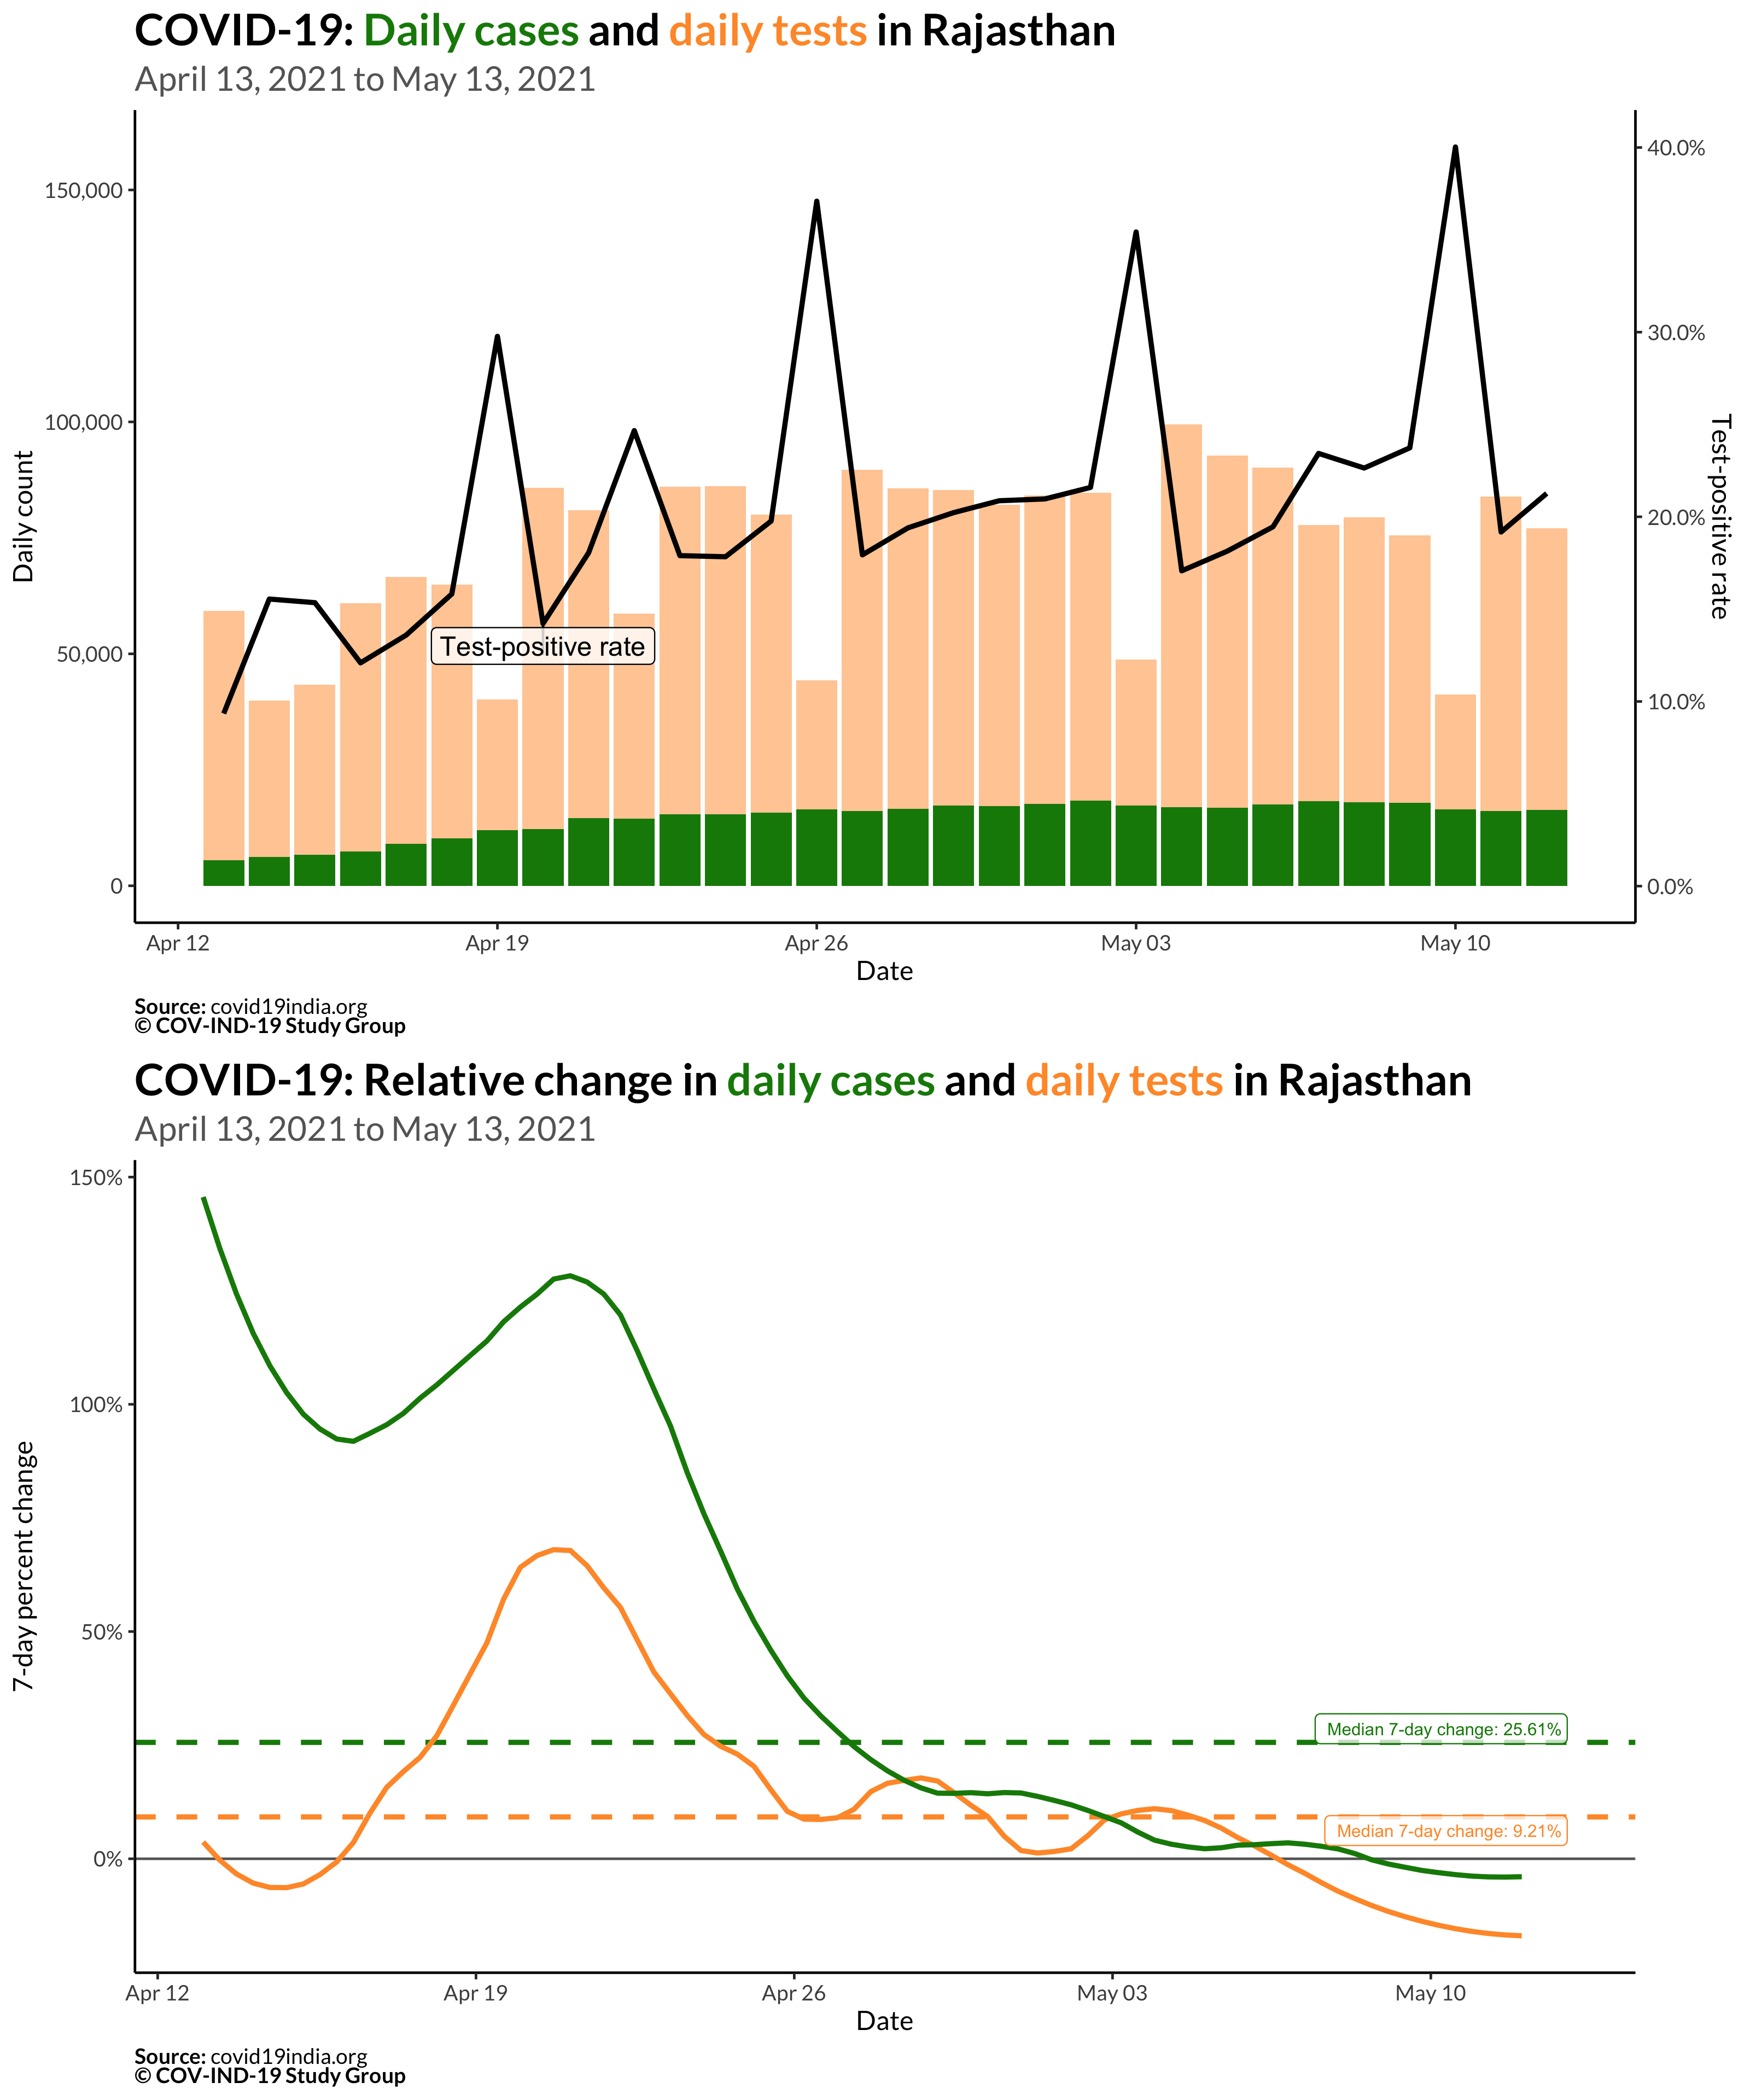 COVID-19: Daily cases and daily tests in Rajasthan
April 13, 2021 to May 13, 2021
Daily count
150,000
100,000
50,000
0
40.0%
30.0%
20.0%
10.0%
0.0%
Test-positive rate
Test-positive rate
Apr 12
Apr 19
Apr 26
May 03
May 10
Date
Source: covid19india.org
© COV-IND-19 Study Group
COVID-19: Relative change in daily cases and daily tests in Rajasthan
April 13, 2021 to May 13, 2021
7-day percent change
150%
100%
50%
0%
Median 7-day change: 25.61%
Median 7-day change: 9.21%
Apr 12
Apr 19
Apr 26
May 03
May 10
Date
Source: covid19india.org
© COV-IND-19 Study Group